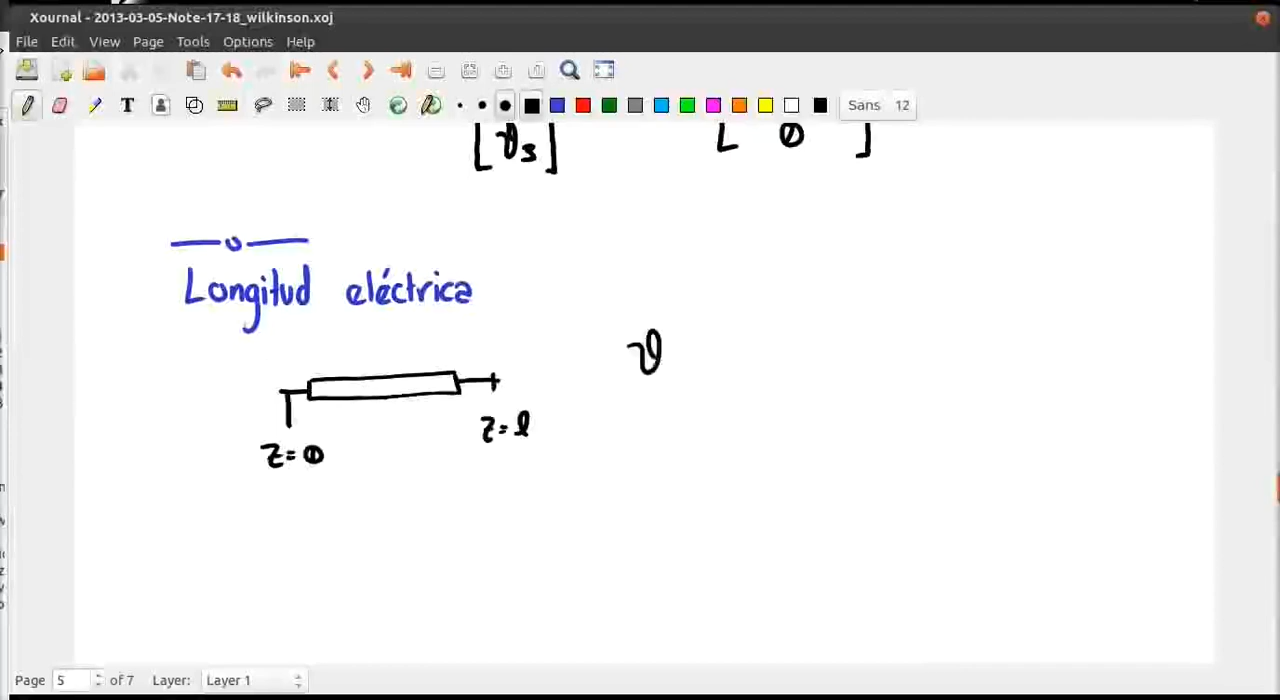 Xournal - 2013-03-05-Note-17-18_wilkinson.xoj
File Edit View Page Tools Options Help
T Sans 12
[ϑ3] [ 0 ]
Longitud eléctrica
ϑ
z=l
z=0
Page 5 of 7 Layer: Layer 1